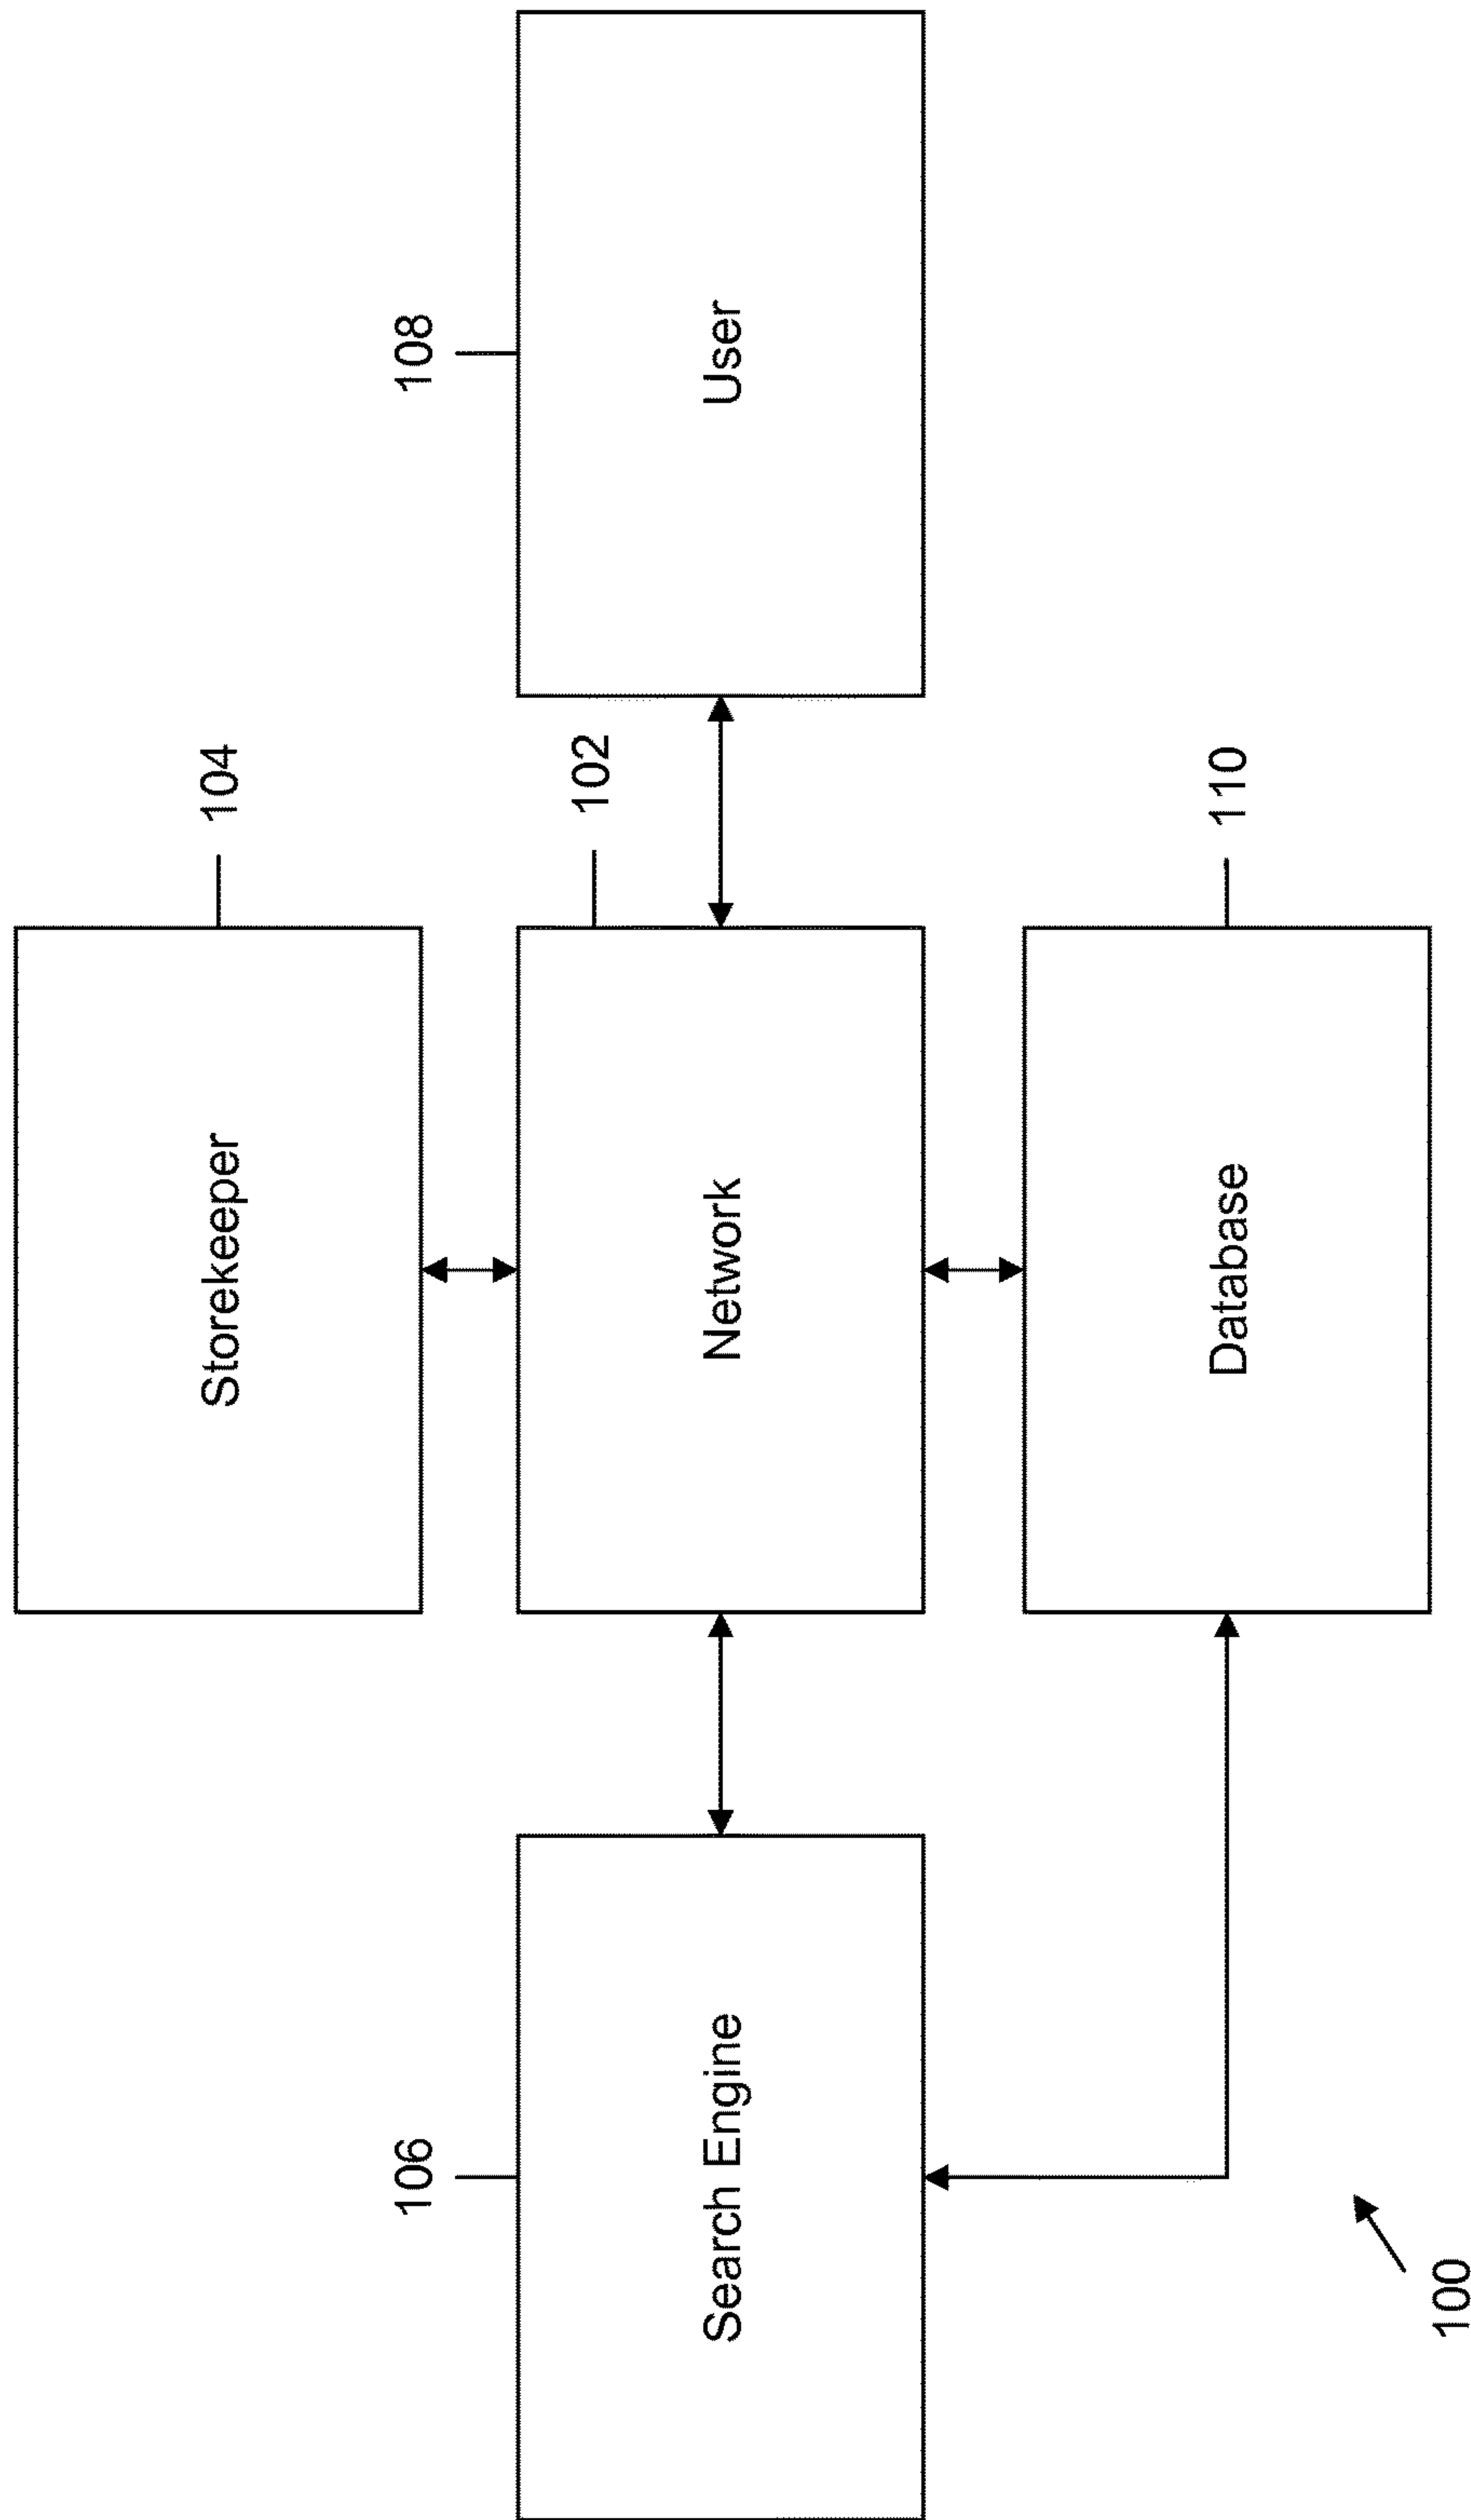 104
Storekeeper
106
102
108
Search Engine
Network
User
110
Database
100